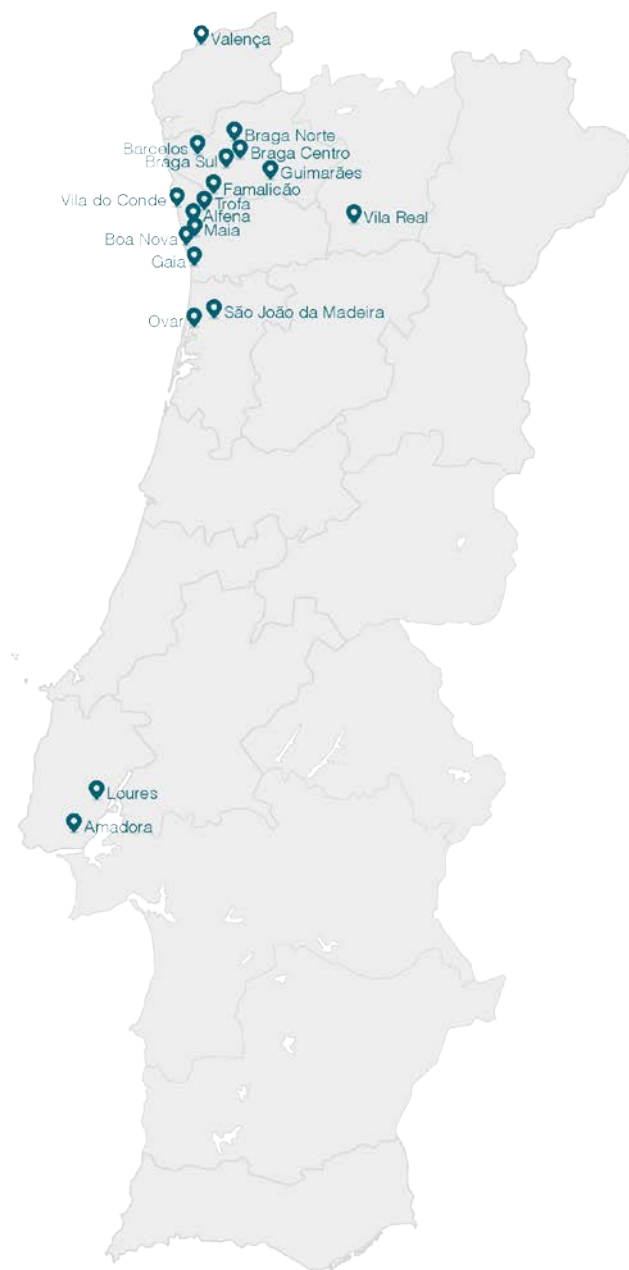 Valença
Braga Norte
Barcelos
Braga Centro
Braga Sul
Guimarães
Famalicão
Vila do Conde
Trofa
Alfena
Vila Real
Maia
Boa Nova
Gaia
São João da Madeira
Ovar
Loures
Amadora